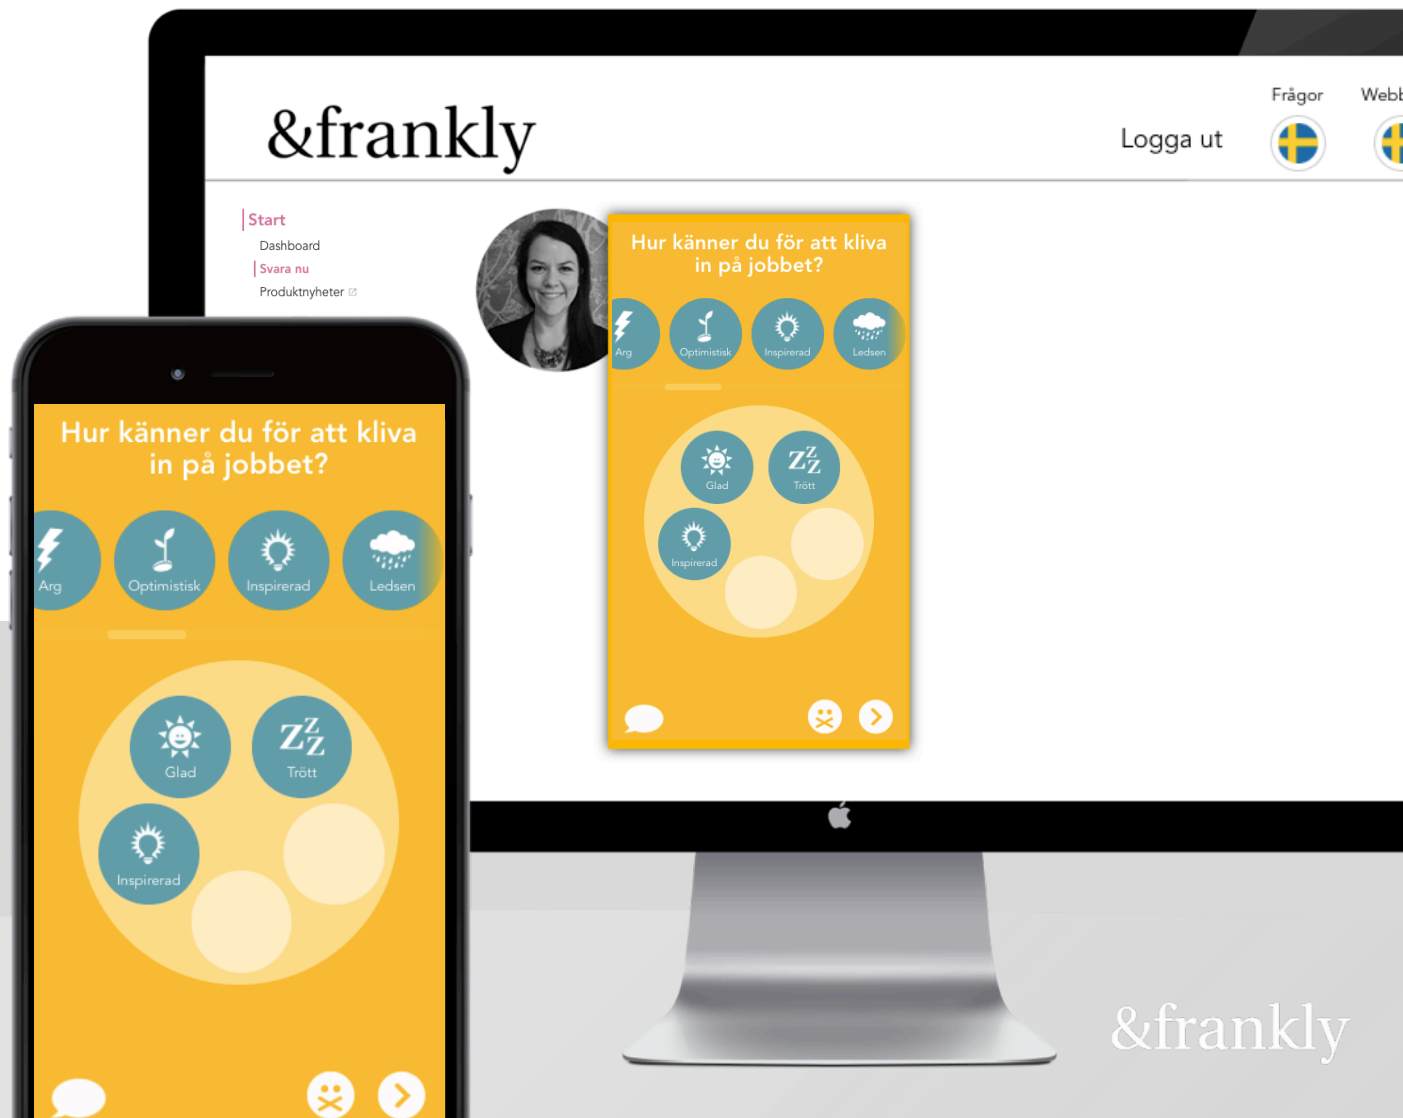 &frankly
Logga ut
Frågor
Start
Dashboard
Svara nu
Produktnyheter
Hur känner du för att kliva
in på jobbet?
Arg
Optimistisk
Inspirerad
Ledsen
Glad
Zzz
Trött
Inspirerad
Hur känner du för att kliva
in på jobbet?
Arg
Optimistisk
Inspirerad
Ledsen
Glad
Zzz
Trött
Inspirerad
&frankly